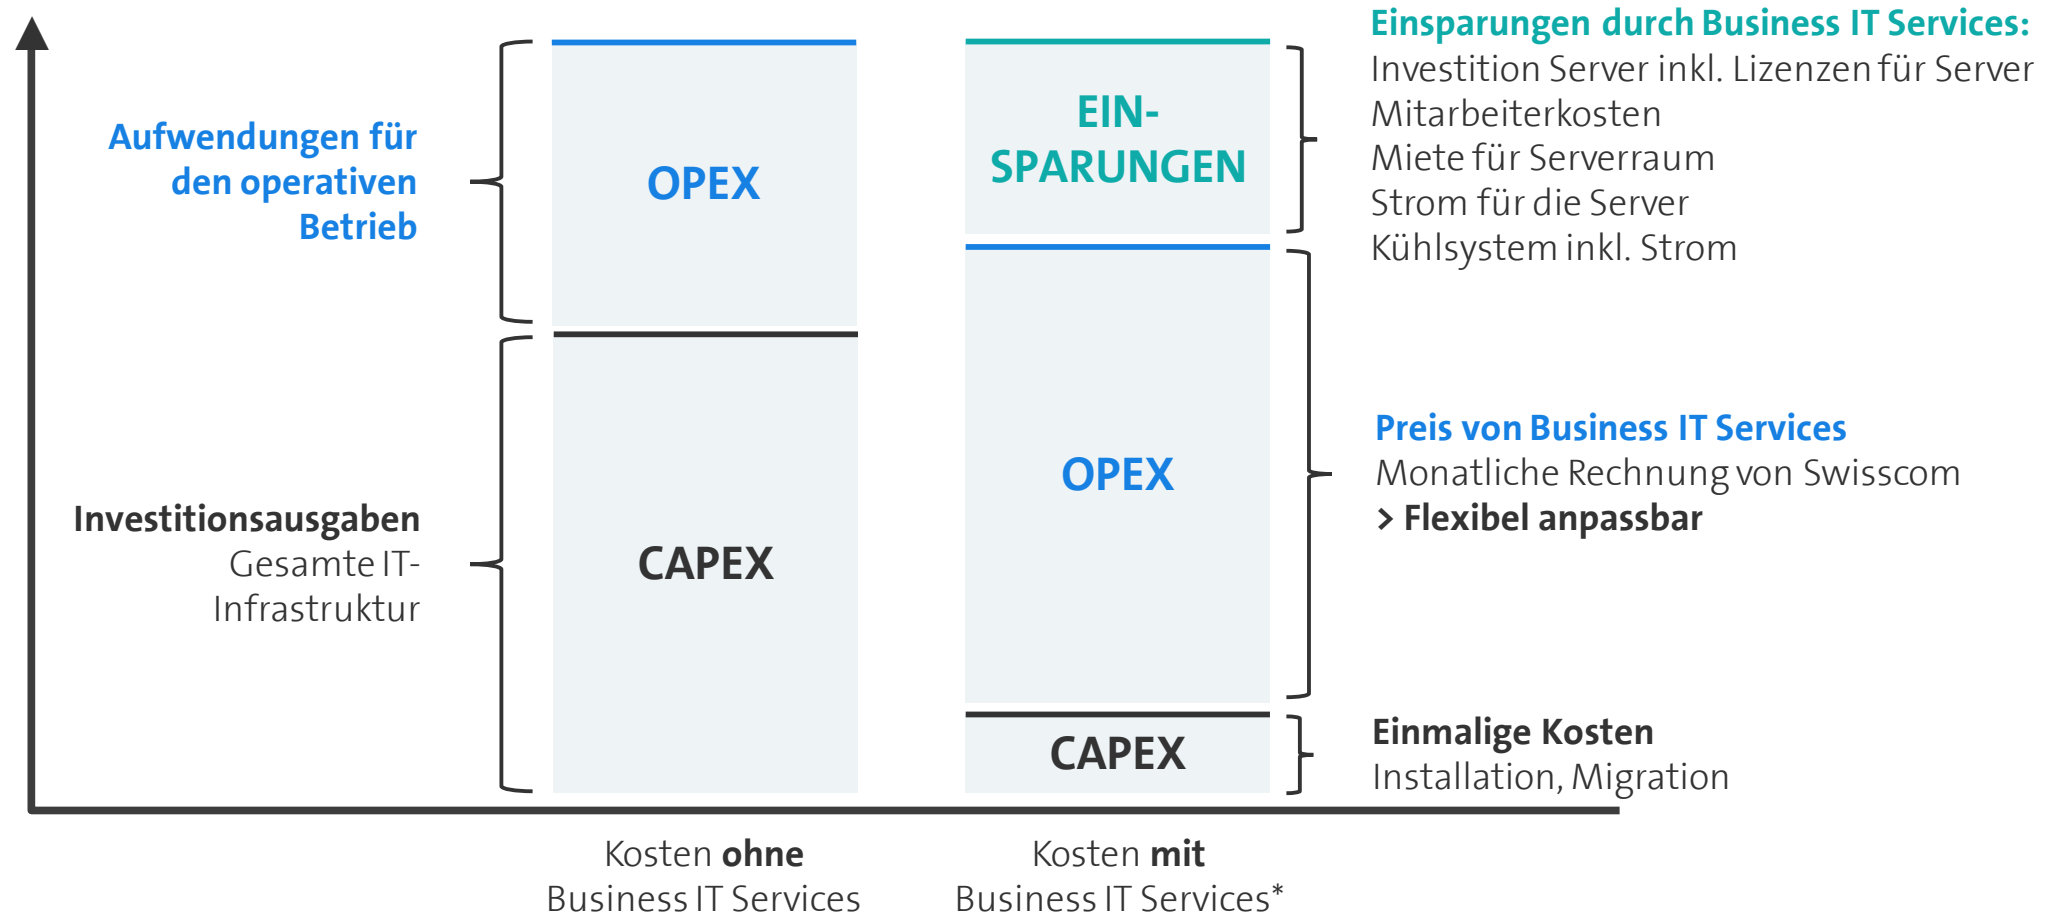 Aufwendungen für
den operativen
Betrieb
Investitionsausgaben
Gesamte IT-
Infrastruktur
OPEX
CAPEX
EIN-
SPARUNGEN
OPEX
CAPEX
Einsparungen durch Business IT Services:
Investition Server inkl. Lizenzen für Server
Mitarbeiterkosten
Miete für Serverraum
Strom für die Server
Kühlsystem inkl. Strom
Preis von Business IT Services
Monatliche Rechnung von Swisscom
> Flexibel anpassbar
Einmalige Kosten
Installation, Migration
Kosten ohne
Business IT Services
Kosten mit
Business IT Services*